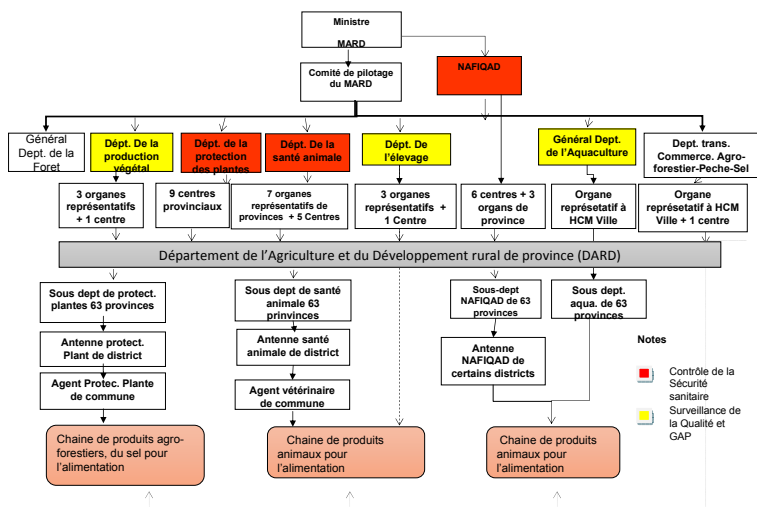 Ministre
MARD
NAFIQAD
Comité de pilotage
du MARD
Général
Dept. de la
Foret
Dépt. De la
production
végétal
Dépt. de la
protection
des plantes
Dépt. De la
santé animale
Dépt. De
l'élevage
Général Dept.
de l'Aquaculture
Dept. trans.
Commerce. Agro-
forestier-Peche-Sel
3 organes
représentatifs
+ 1 centre
9 centres
provinciaux
7 organes
représentatifs de
provinces + 5 Centres
3 organes
représentatifs +
1 Centre
6 centres + 3
organs de
province
Organe
représetatif à
HCM Ville
Organe
représetatif à HCM
Ville + 1 centre
Département de l'Agriculture et du Dévéloppement rural de province (DARD)
Sous dept de protect.
plantes 63 provinces
Sous dept de santé
animale 63
prinvinces
Sous-dept
NAFIQAD de 63
provinces
Sous dept.
aqua. de 63
provinces
Antenne protect.
Plant de district
Antenne santé
animale de district
Antenne
NAFIQAD de
certains districts
Agent Protec. Plante
de commune
Agent vétérinaire
de commune
Notes
Contrôle de la
Sécurité
sanitaire
Surveillance de
la Qualité et
GAP
Chaine de produits agro-
forestiers, du sel pour
l'alimentation
Chaine de produits
animaux pour
l'alimentation
Chaine de produits
animaux pour
l'alimentation